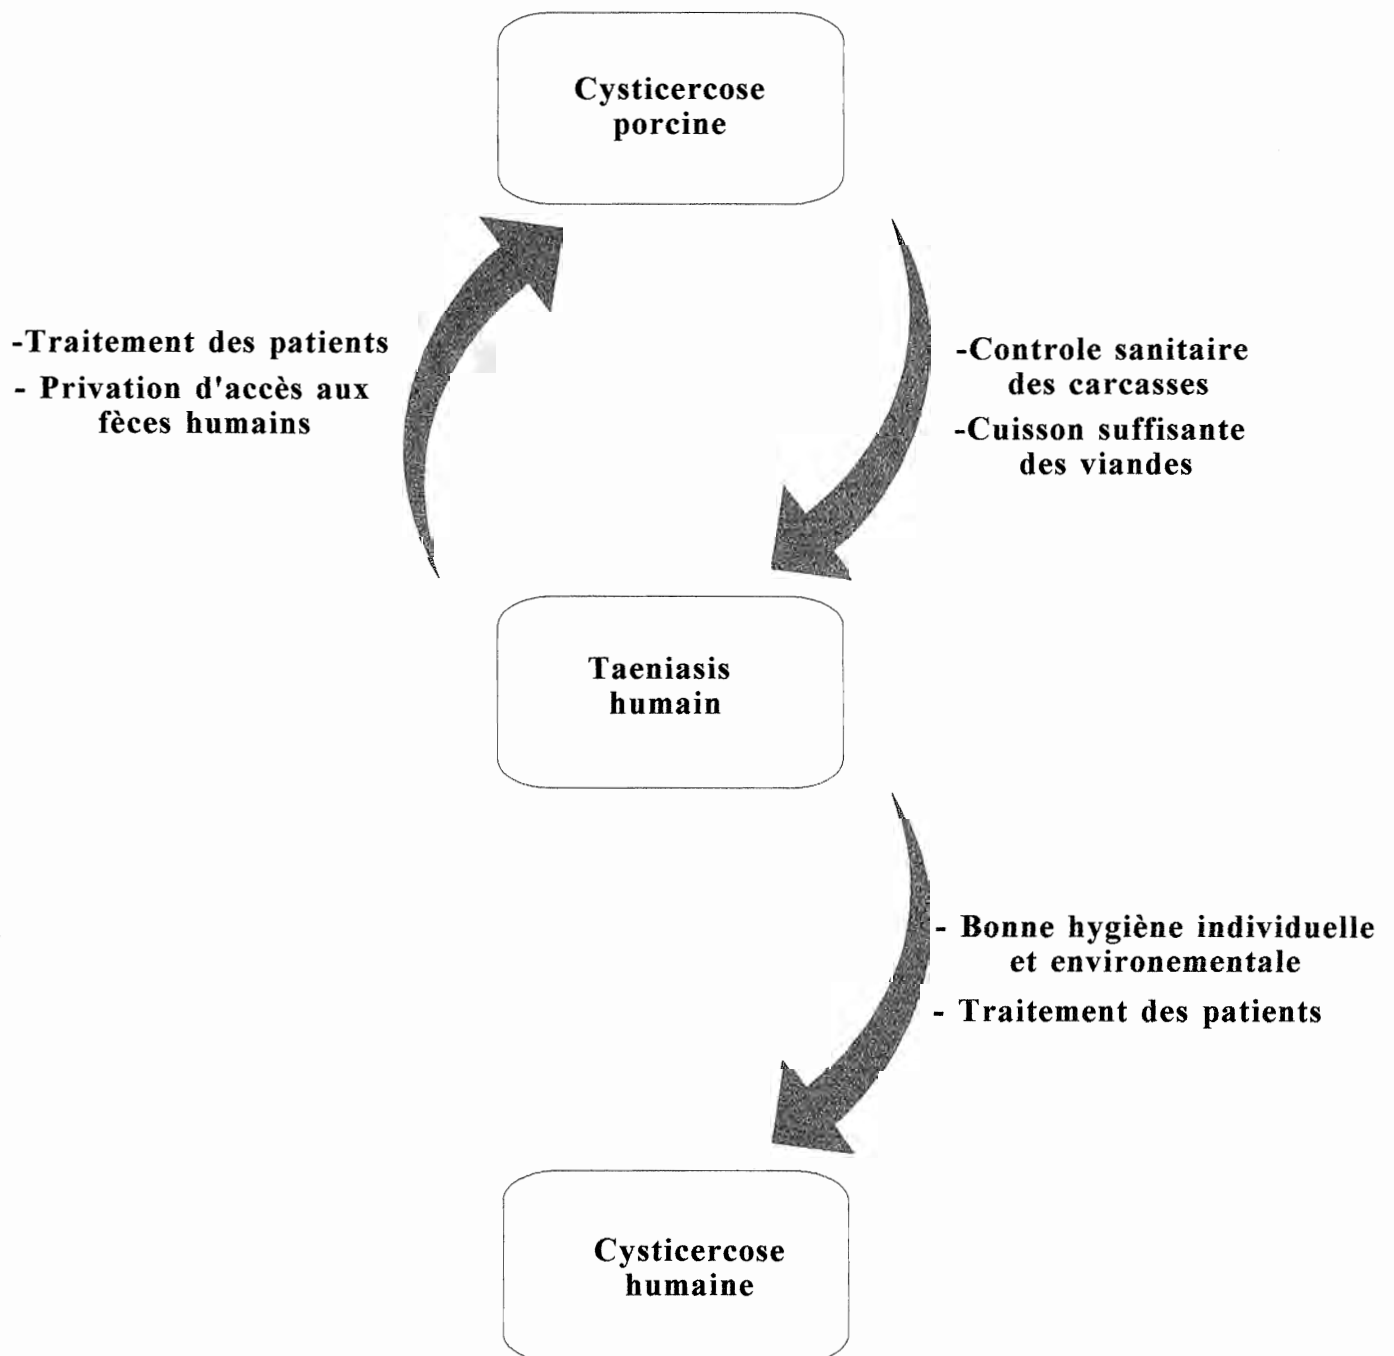 Cysticercose
porcine
-Traitement des patients
- Privation d'accès aux
fèces humains
-Controle sanitaire
des carcasses
-Cuisson suffisante
des viandes
Taeniasis
humain
- Bonne hygiène individuelle
et environementale
- Traitement des patients
Cysticercose
humaine